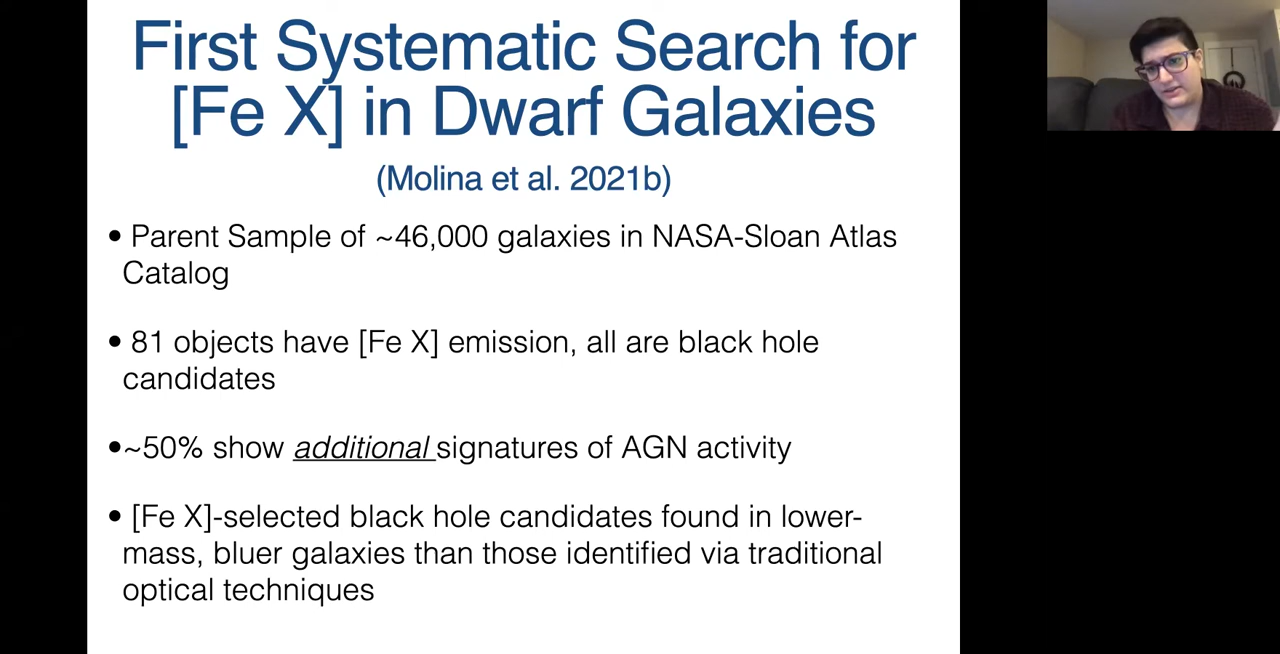 First Systematic Search for
[Fe X] in Dwarf Galaxies
(Molina et al. 2021b)
• Parent Sample of ~46,000 galaxies in NASA-Sloan Atlas
Catalog
• 81 objects have [Fe X] emission, all are black hole
candidates
•~50% show additional signatures of AGN activity
• [Fe X]-selected black hole candidates found in lower-
mass, bluer galaxies than those identified via traditional
optical techniques